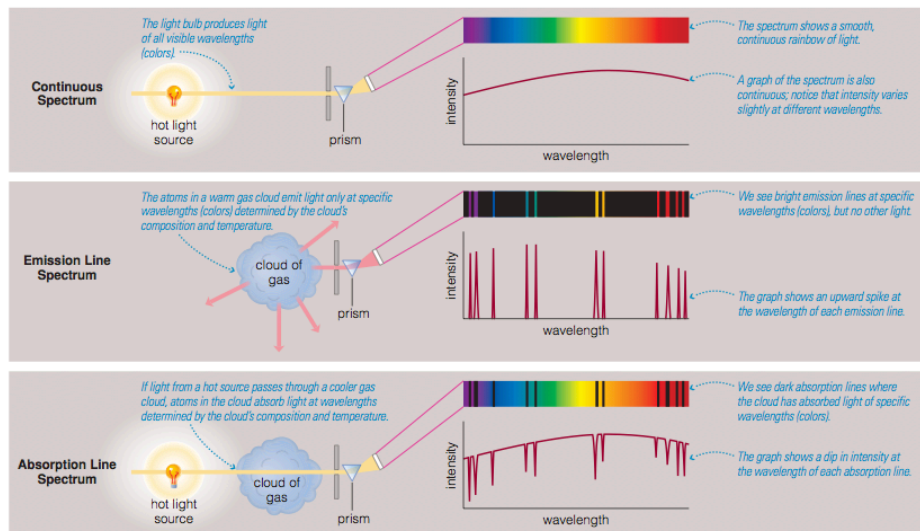 The light bulb produces light
of all visible wavelengths
(colors).
Continuous
Spectrum
hot light
source
prism
intensity
wavelength
The spectrum shows a smooth,
continuous rainbow of light.
A graph of the spectrum is also
continuous; notice that intensity varies
slightly at different wavelengths.
The atoms in a warm gas cloud emit light only at specific
wavelengths (colors) determined by the cloud's
composition and temperature.
Emission Line
Spectrum
cloud of
gas
prism
intensity
wavelength
We see bright emission lines at specific
wavelengths (colors), but no other light.
The graph shows an upward spike at
the wavelength of each emission line.
If light from a hot source passes through a cooler gas
cloud, atoms in the cloud absorb light at wavelengths
determined by the cloud's composition and temperature.
Absorption Line
Spectrum
hot light
source
cloud of
gas
prism
intensity
wavelength
We see dark absorption lines where
the cloud has absorbed light of specific
wavelengths (colors).
The graph shows a dip in intensity at
the wavelength of each absorption line.